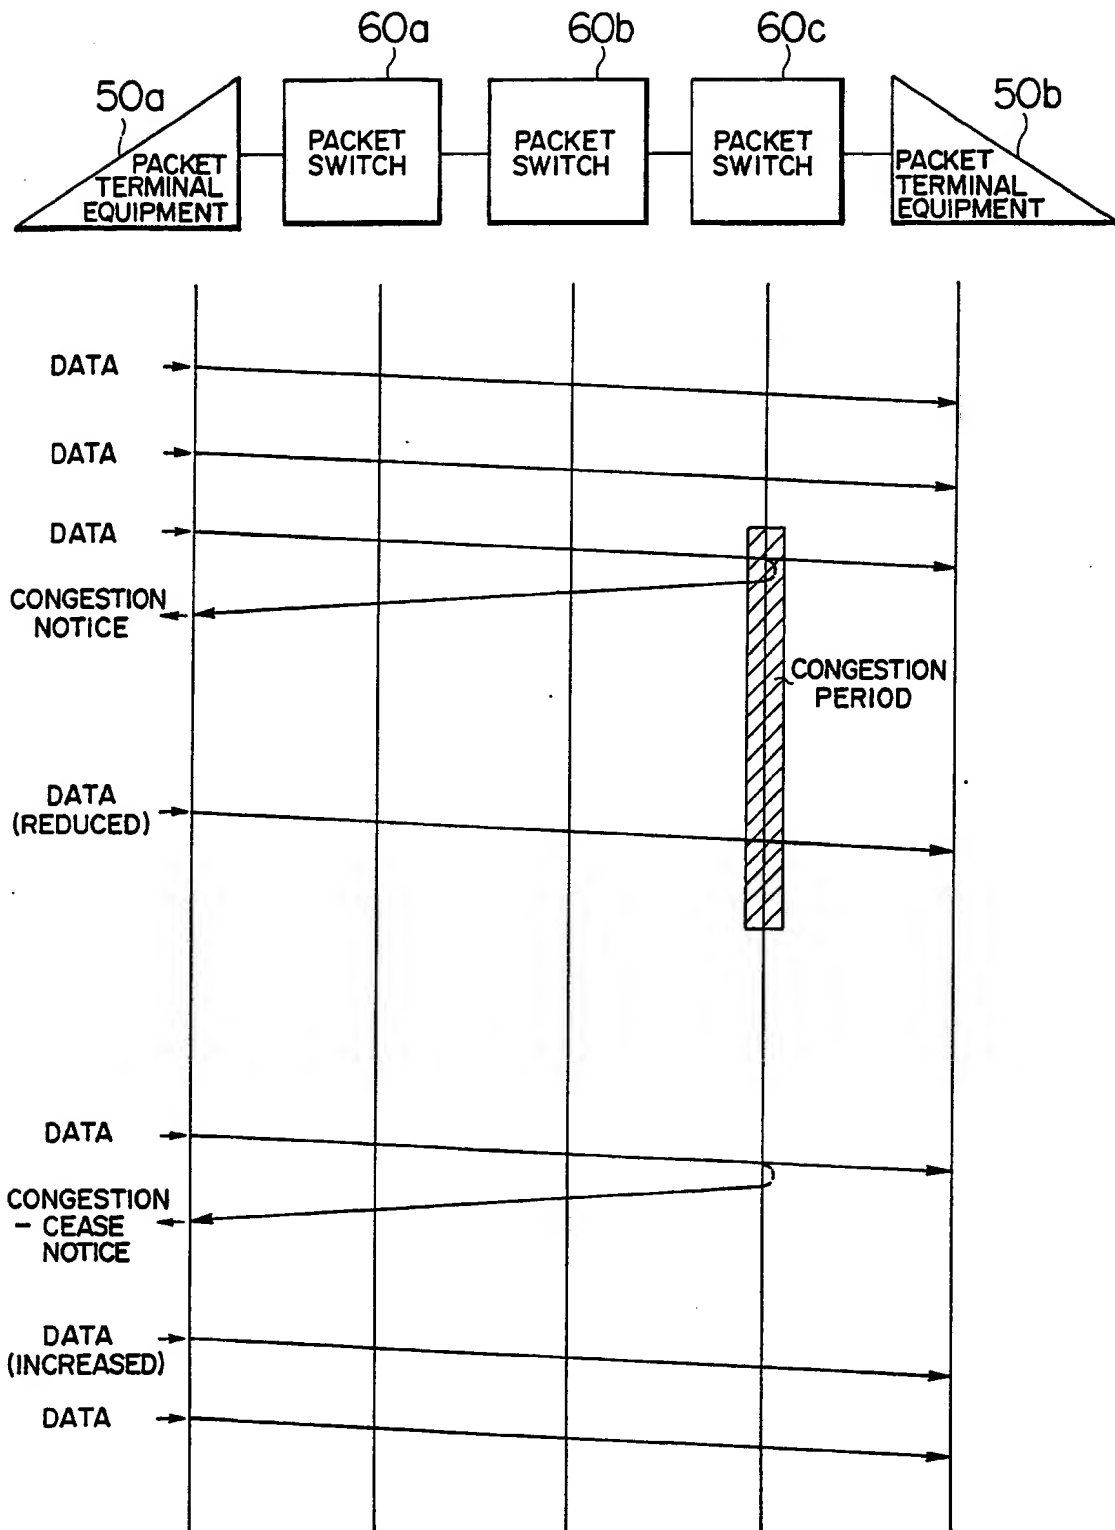 60a
60b
60c
50a
50b
PACKET
TERMINAL
EQUIPMENT
PACKET
SWITCH
PACKET
SWITCH
PACKET
SWITCH
PACKET
TERMINAL
EQUIPMENT
DATA
DATA
DATA
CONGESTION
NOTICE
CONGESTION
PERIOD
DATA
(REDUCED)
DATA
CONGESTION
- CEASE
NOTICE
DATA
(INCREASED)
DATA